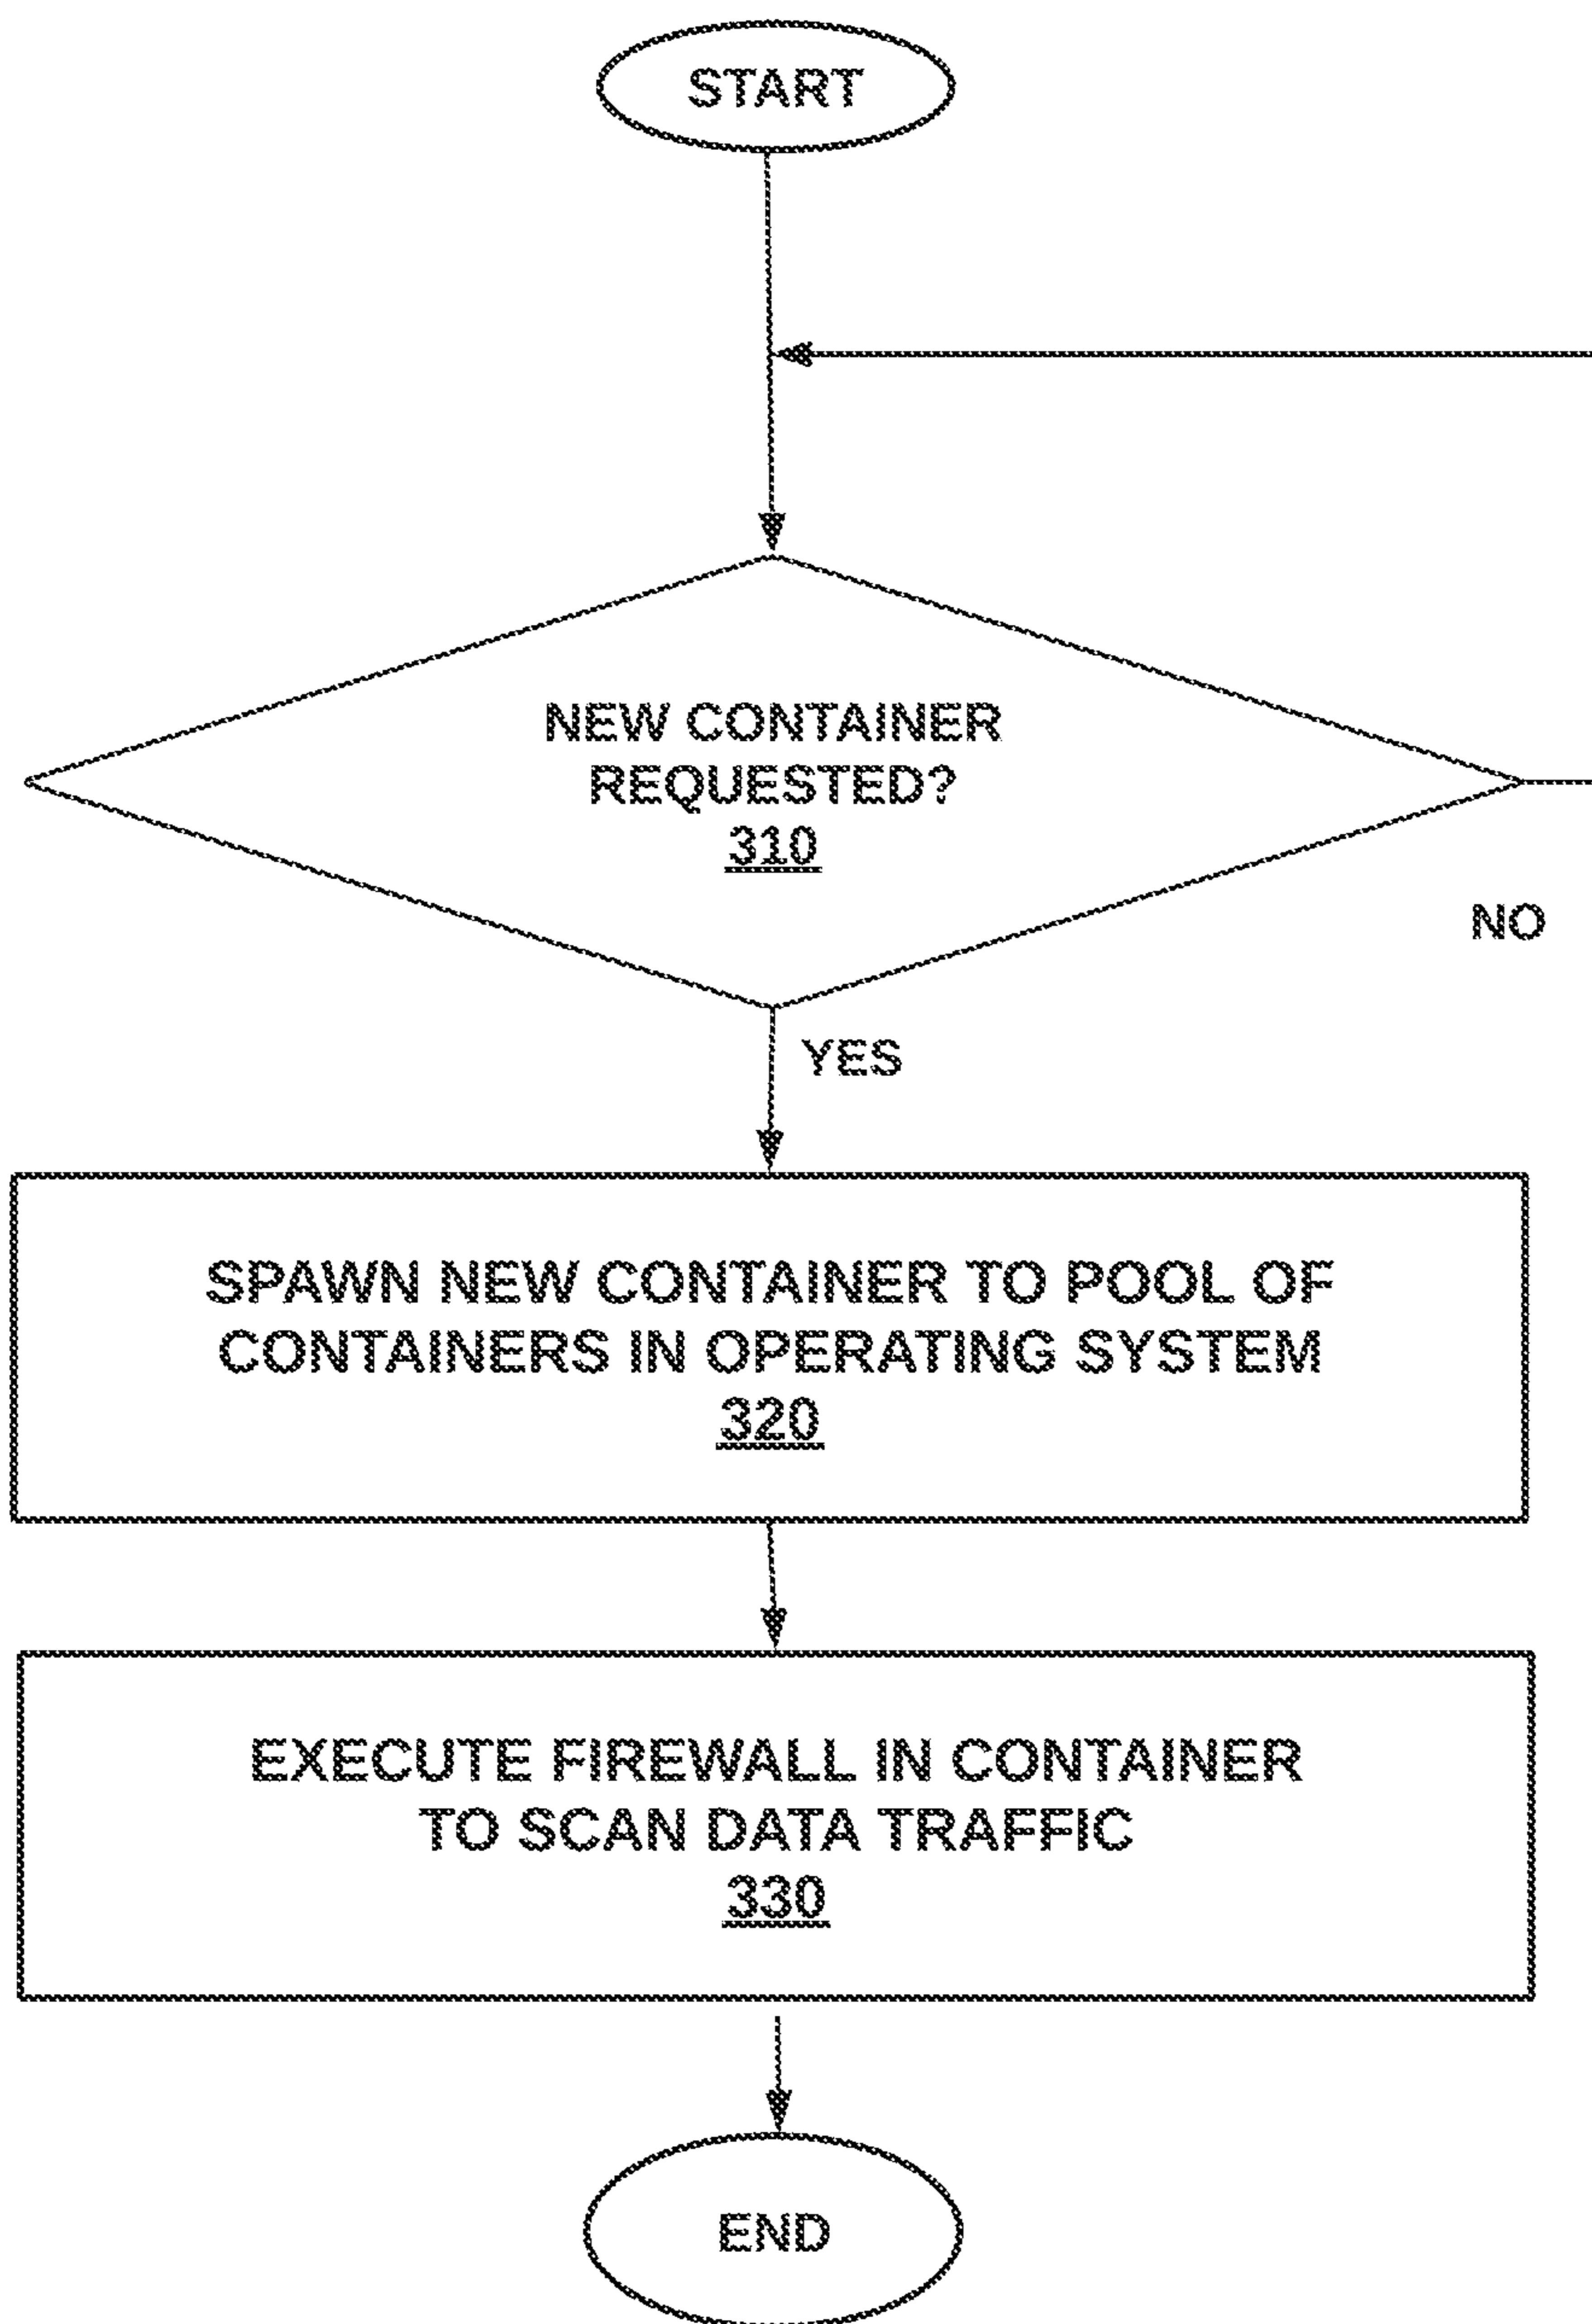 START
NEW CONTAINER
REQUESTED?
310
NO
YES
SPAWN NEW CONTAINER TO POOL OF
CONTAINERS IN OPERATING SYSTEM
320
EXECUTE FIREWALL IN CONTAINER
TO SCAN DATA TRAFFIC
330
END